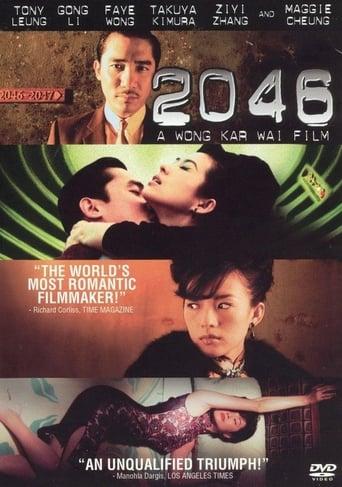 TONY GONG FAYE TAKUYA ZIYI AND MAGGIE
LEUNG LI WONG KIMURA ZHANG CHEUNG
2046-2047
2046
A WONG KAR WAI FILM
"THE WORLD'S
MOST ROMANTIC
FILMMAKER!"
- Richard Corliss, TIME MAGAZINE
"AN UNQUALIFIED TRIUMPH!"
- Manohla Dargis, LOS ANGELES TIMES
DVD
VIDEO